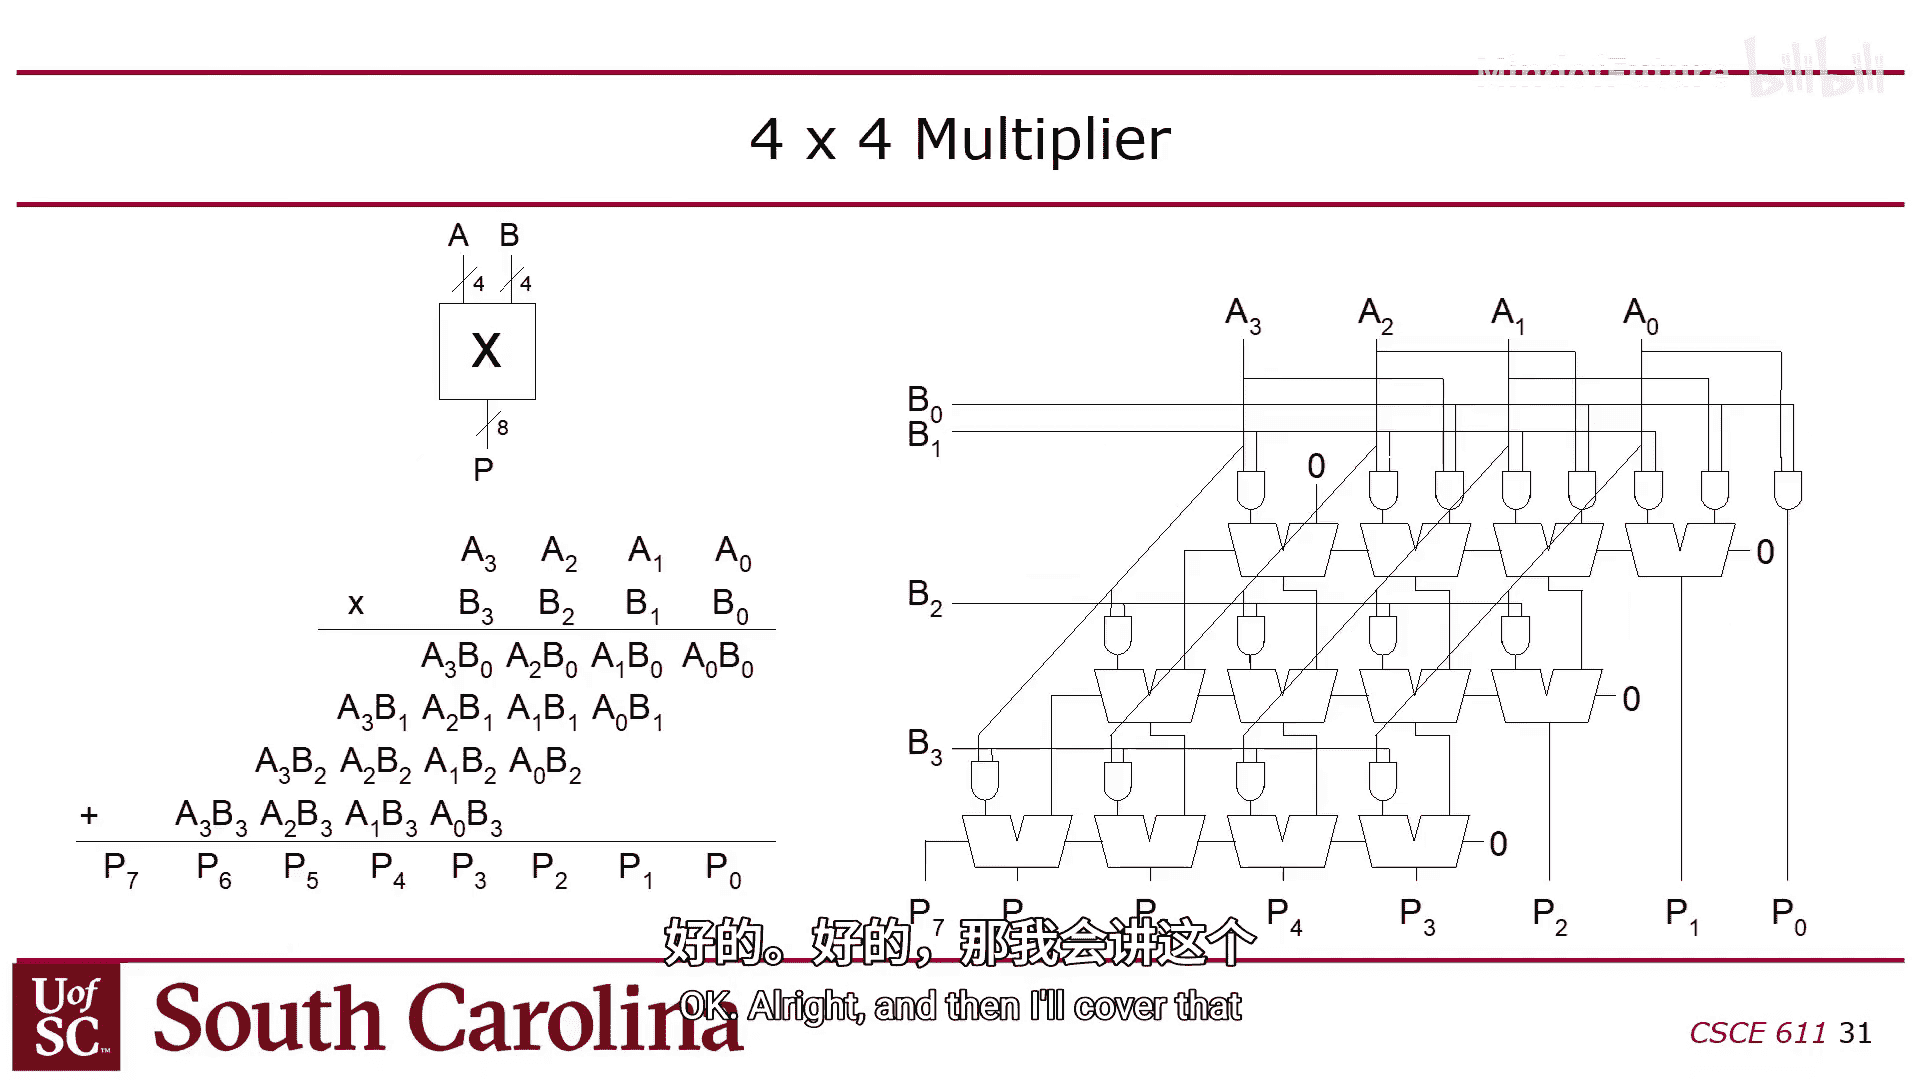 bilibili
4 x 4 Multiplier
A B
4 4
X
8
P
A3 A2 A1 A0
x B3 B2 B1 B0
A3B0 A2B0 A1B0 A0B0
A3B1 A2B1 A1B1 A0B1
A3B2 A2B2 A1B2 A0B2
+ A3B3 A2B3 A1B3 A0B3
P7 P6 P5 P4 P3 P2 P1 P0
A3 A2 A1 A0
B0
B1
0
0
B2
0
B3
0
P7 P4 P3 P2 P1 P0
好的。好的，那我会讲这个
OK. Alright, and then I'll cover that
UofSC™
South Carolina
CSCE 611 31